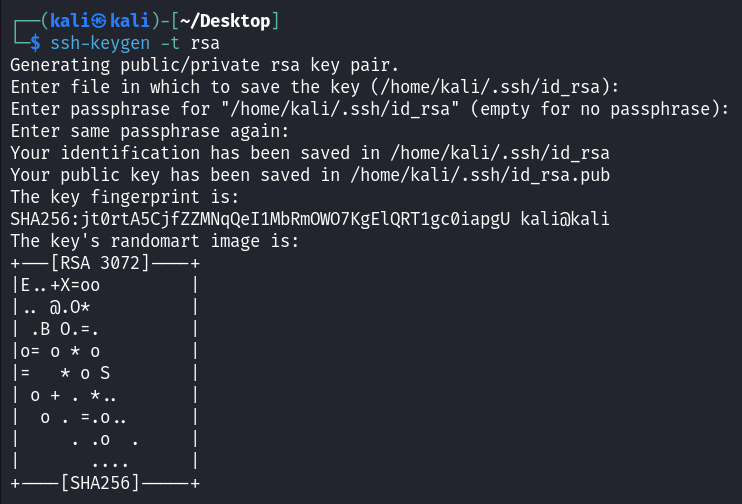 ┌──(kali㉿kali)-[~/Desktop]
└─$ ssh-keygen -t rsa
Generating public/private rsa key pair.
Enter file in which to save the key (/home/kali/.ssh/id_rsa):
Enter passphrase for "/home/kali/.ssh/id_rsa" (empty for no passphrase):
Enter same passphrase again:
Your identification has been saved in /home/kali/.ssh/id_rsa
Your public key has been saved in /home/kali/.ssh/id_rsa.pub
The key fingerprint is:
SHA256:jt0rtA5CjfZZMNqQeI1MbRmOWO7KgElQRT1gc0iapgU kali@kali
The key's randomart image is:
+---[RSA 3072]----+
|E..+X=oo         |
|.. @.O*          |
| .B O.=.         |
|o= o * o         |
|=   * o S        |
| o + . *..       |
|  o . =.o..      |
|     . .o  .     |
|       ....      |
+----[SHA256]-----+